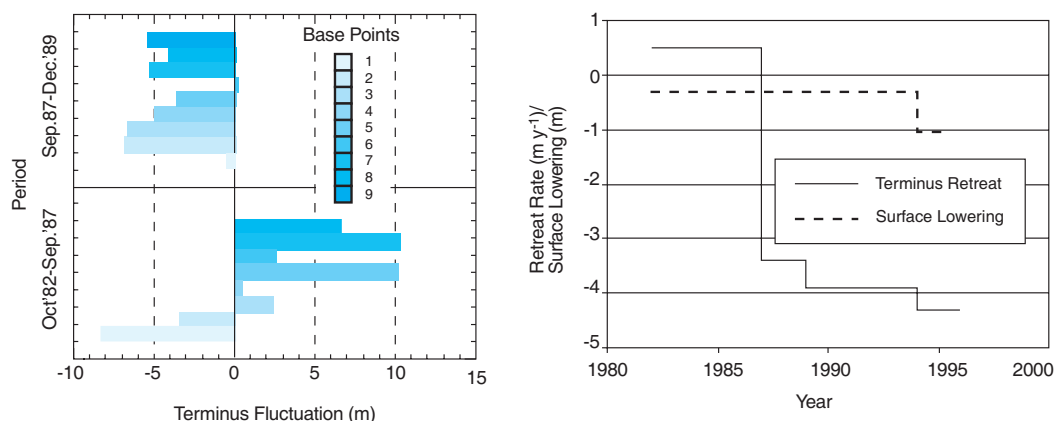 Base Points
1
2
3
4
5
6
7
8
9
Sep.87-Dec.'89
Period
Oct'82-Sep.'87
-10
-5
0
5
10
15
Terminus Fluctuation (m)
1
0
-1
-2
-3
-4
-5
Retreat Rate (m y-1)/
Surface Lowering (m)
Terminus Retreat
Surface Lowering
1980
1985
1990
1995
2000
Year